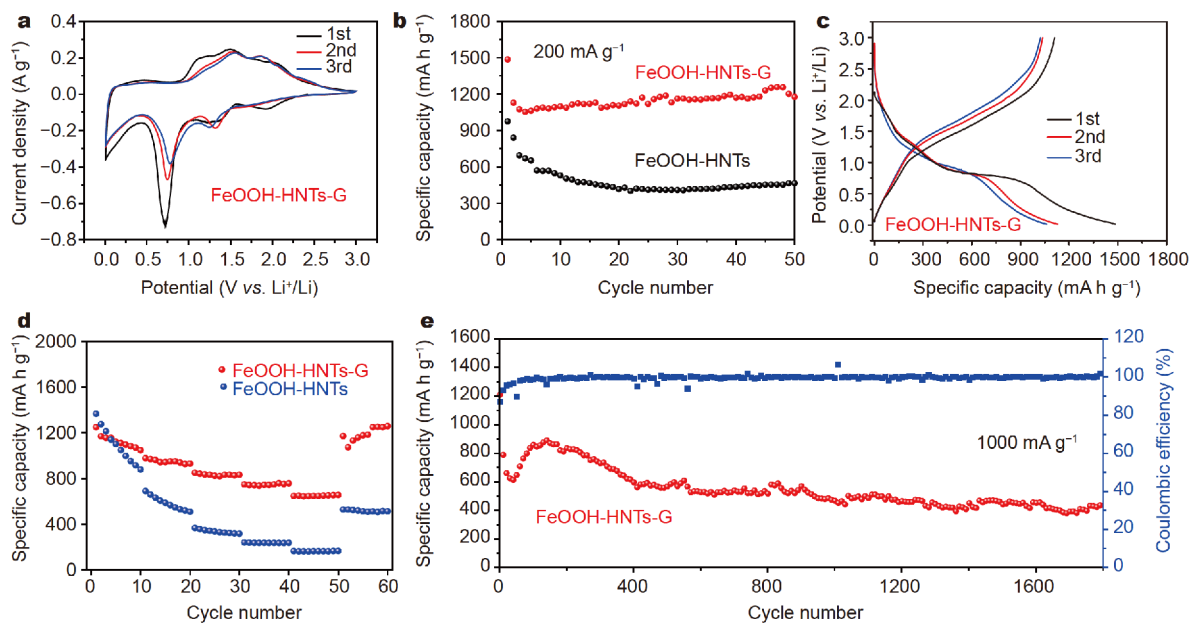 a
0.4
0.2
0.0
−0.2
−0.4
−0.6
−0.8
Current density (A g⁻¹)
1st
2nd
3rd
FeOOH-HNTs-G
0.0 0.5 1.0 1.5 2.0 2.5 3.0
Potential (V vs. Li⁺/Li)
b
1800
1500
1200
900
600
300
0
Specific capacity (mA h g⁻¹)
200 mA g⁻¹
FeOOH-HNTs-G
FeOOH-HNTs
0 10 20 30 40 50
Cycle number
c
3.0
2.5
2.0
1.5
1.0
0.5
0.0
Potential (V vs. Li⁺/Li)
1st
2nd
3rd
FeOOH-HNTs-G
0 300 600 900 1200 1800
Specific capacity (mA h g⁻¹)
d
2000
1600
1200
800
400
0
Specific capacity (mA h g⁻¹)
FeOOH-HNTs-G
FeOOH-HNTs
0 10 20 30 40 50 60
Cycle number
e
1600
1400
1200
1000
800
600
400
200
0
Specific capacity (mA h g⁻¹)
1000 mA g⁻¹
FeOOH-HNTs-G
0 400 800 1200 1600
Cycle number
120
100
80
60
40
20
0
Coulombic efficiency (%)